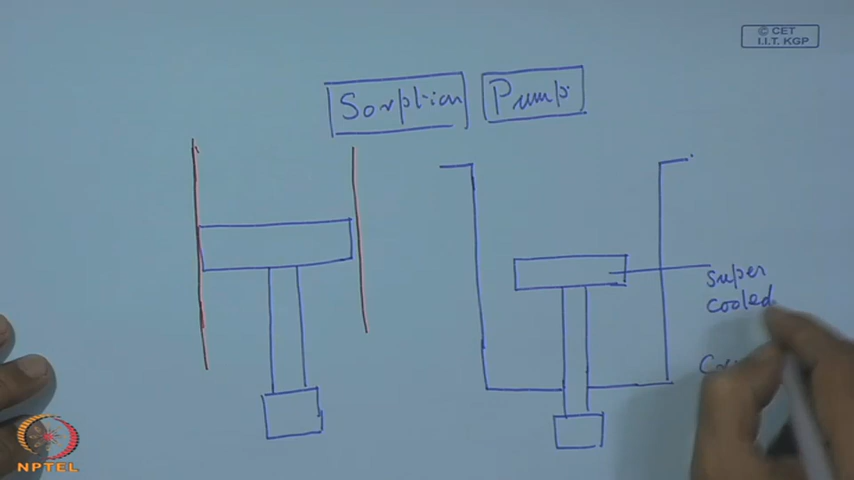 © CET
I.I.T. KGP
Sorption Pump
super
cooled
NPTEL